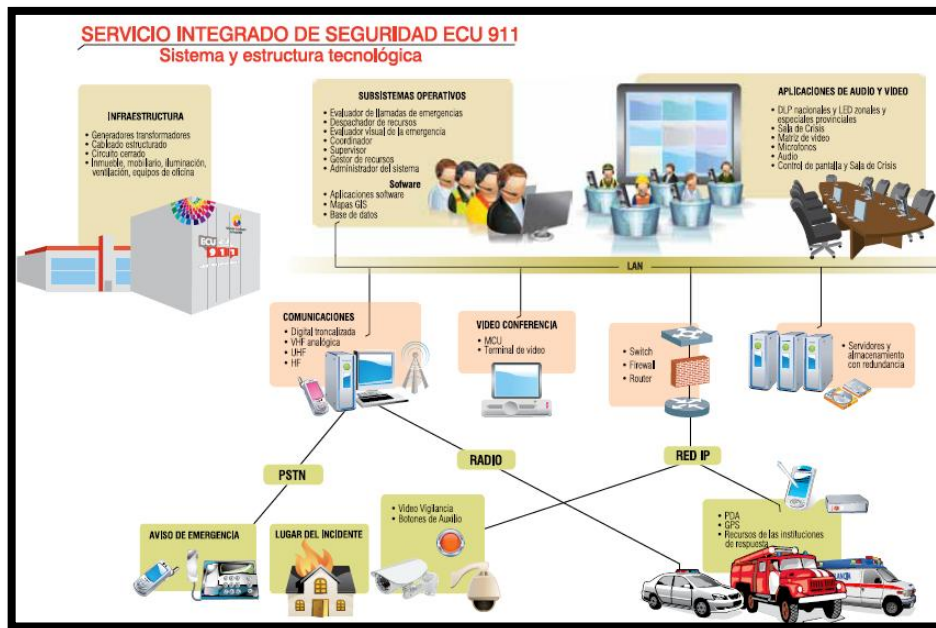 SERVICIO INTEGRADO DE SEGURIDAD ECU 911
Sistema y estructura tecnológica
INFRAESTRUCTURA
• Generadores transformadores
• Cableado estructurado
• Circuito cerrado
• Inmueble, mobiliario, iluminación,
ventilación, equipos de oficina
ECU
911
SUBSISTEMAS OPERATIVOS
• Evaluador de llamadas de emergencias
• Despachador de recursos
• Evaluador visual de la emergencia
• Coordinador
• Supervisor
• Gestor de recursos
• Administrador del sistema
Sofware
• Aplicaciones software
• Mapas GIS
• Base de datos
APLICACIONES DE AUDIO Y VÍDEO
• DLP nacionales y LED zonales y
especiales provinciales
• Sala de Crisis
• Matriz de vídeo
• Microfonos
• Audio
• Control de pantalla y Sala de Crisis
LAN
COMUNICACIONES
• Digital troncalizada
• VHF analógica
• UHF
• HF
VIDEO CONFERENCIA
• MCU
• Terminal de vídeo
• Switch
• Firewall
• Router
• Servidores y
almacenamiento
con redundancia
PSTN
RADIO
RED IP
AVISO DE EMERGENCIA
LUGAR DEL INCIDENTE
• Video Vigilancia
• Botones de Auxilio
• PDA
• GPS
• Recursos de las instituciones
de respuesta